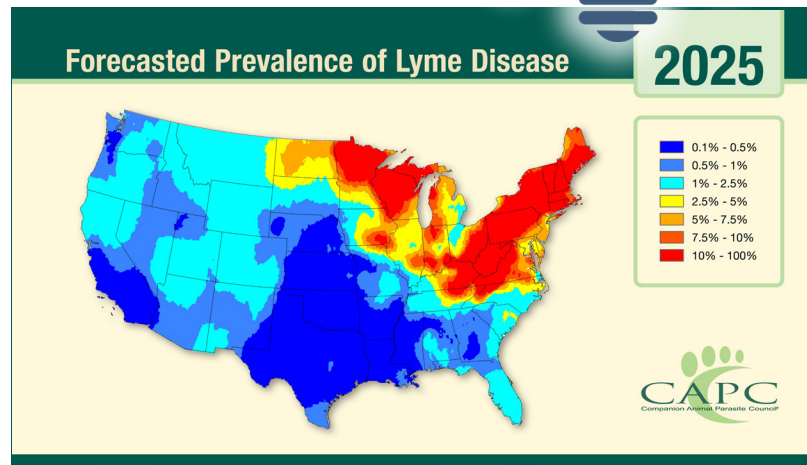 Forecasted Prevalence of Lyme Disease
2025
0.1% - 0.5%
0.5% - 1%
1% - 2.5%
2.5% - 5%
5% - 7.5%
7.5% - 10%
10% - 100%
CAPC
Companion Animal Parasite Council®